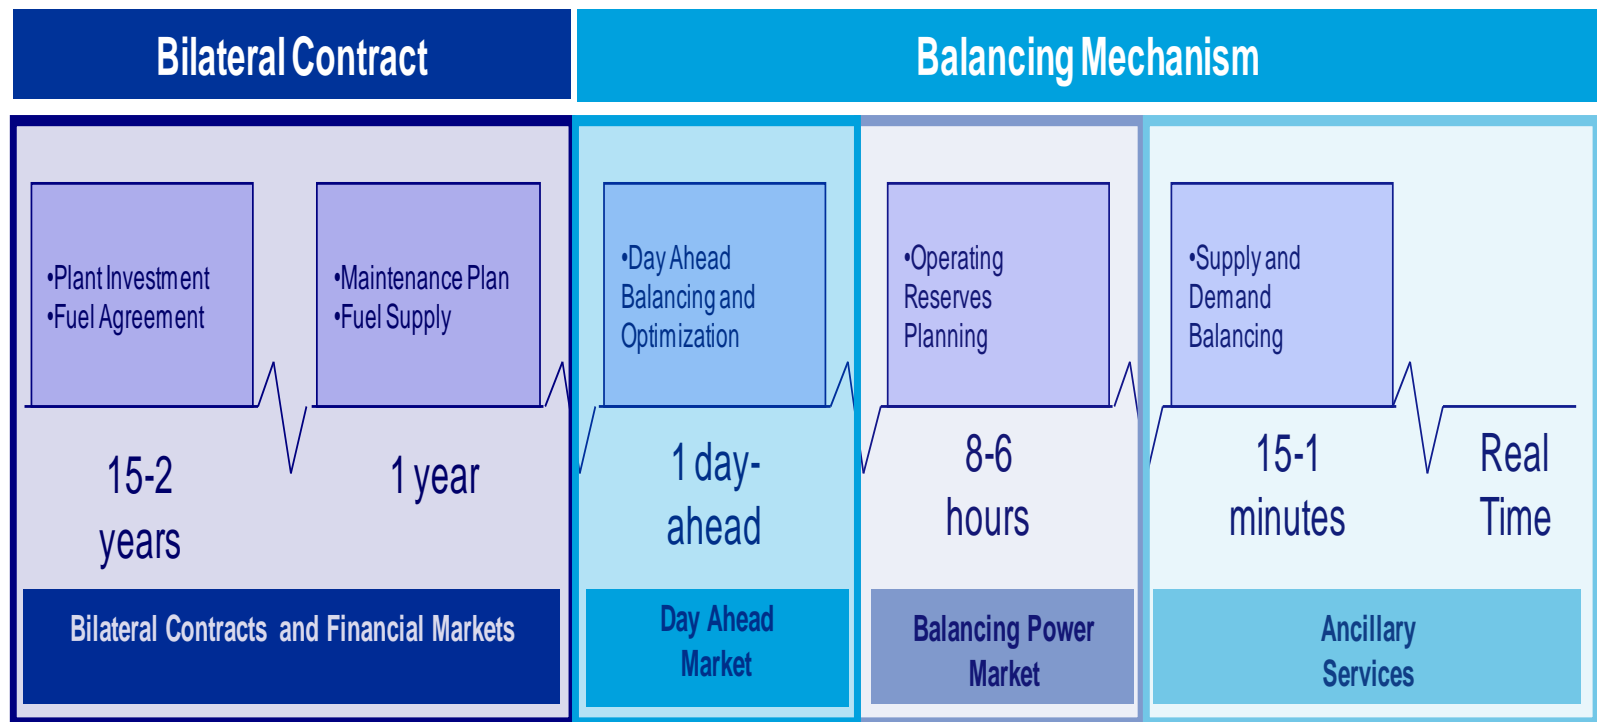 Bilateral Contract
Balancing Mechanism
•Plant Investment
•Fuel Agreement
•Maintenance Plan
•Fuel Supply
•Day Ahead
Balancing and
Optimization
•Operating
Reserves
Planning
•Supply and
Demand
Balancing
15-2
years
1 year
1 day-
ahead
8-6
hours
15-1
minutes
Real
Time
Bilateral Contracts and Financial Markets
Day Ahead
Market
Balancing Power
Market
Ancillary
Services